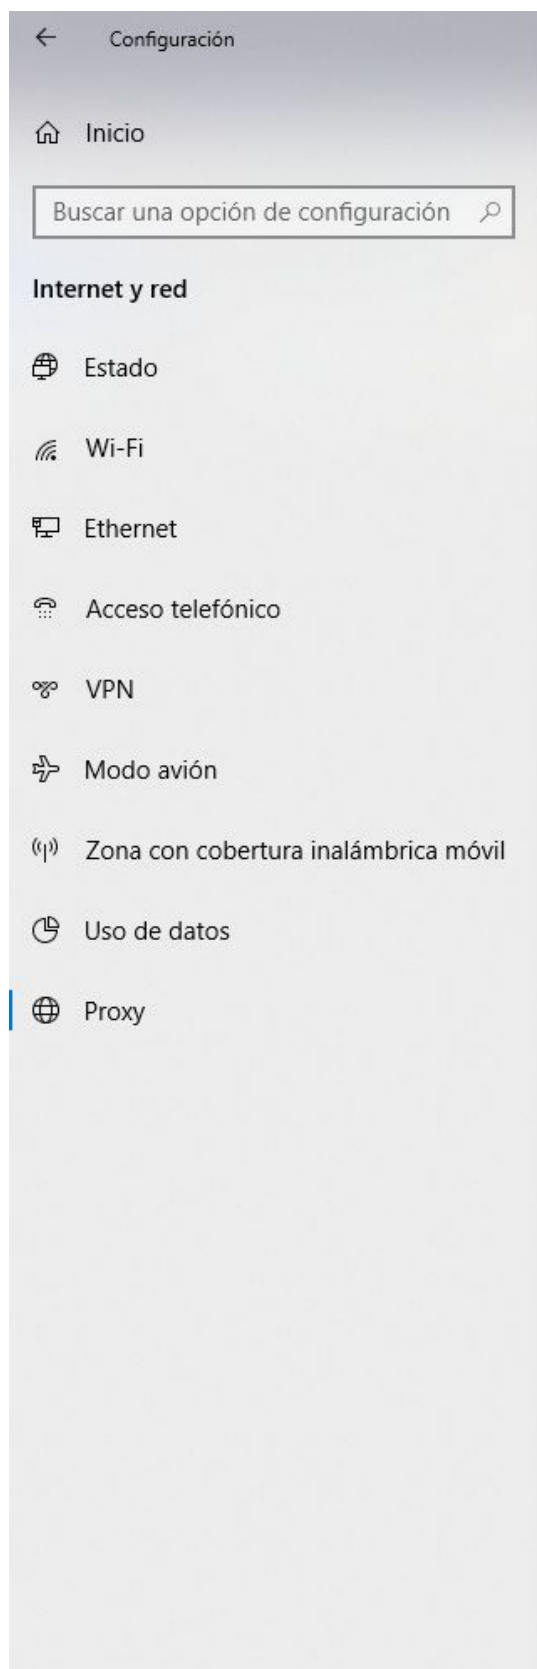 Configuración
Inicio
Buscar una opción de configuración
Internet y red
Estado
Wi-Fi
Ethernet
Acceso telefónico
VPN
Modo avión
Zona con cobertura inalámbrica móvil
Uso de datos
Proxy